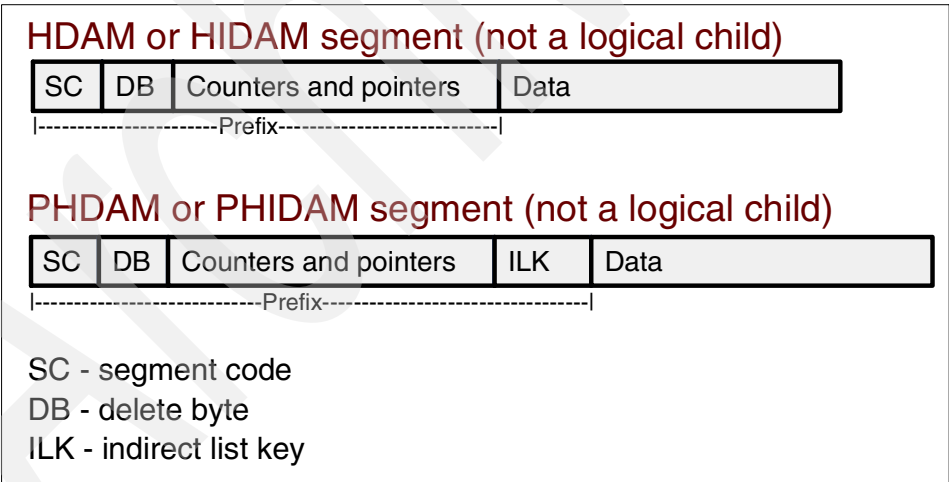 HDAM or HIDAM segment (not a logical child)
SC DB Counters and pointers Data
|-----------------------Prefix----------------------------|
PHDAM or PHIDAM segment (not a logical child)
SC DB Counters and pointers ILK Data
|-----------------------------Prefix----------------------------------|
SC - segment code
DB - delete byte
ILK - indirect list key